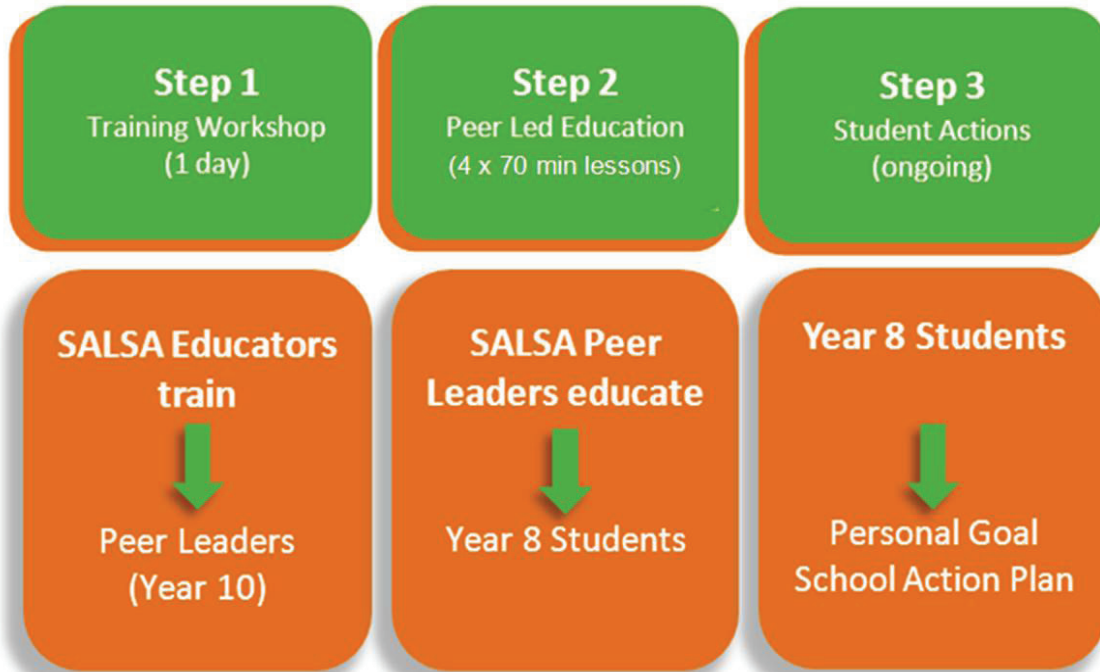 Step 1
Training Workshop
(1 day)
Step 2
Peer Led Education
(4 x 70 min lessons)
Step 3
Student Actions
(ongoing)
SALSA Educators
train
Peer Leaders
(Year 10)
SALSA Peer
Leaders educate
Year 8 Students
Year 8 Students
Personal Goal
School Action Plan